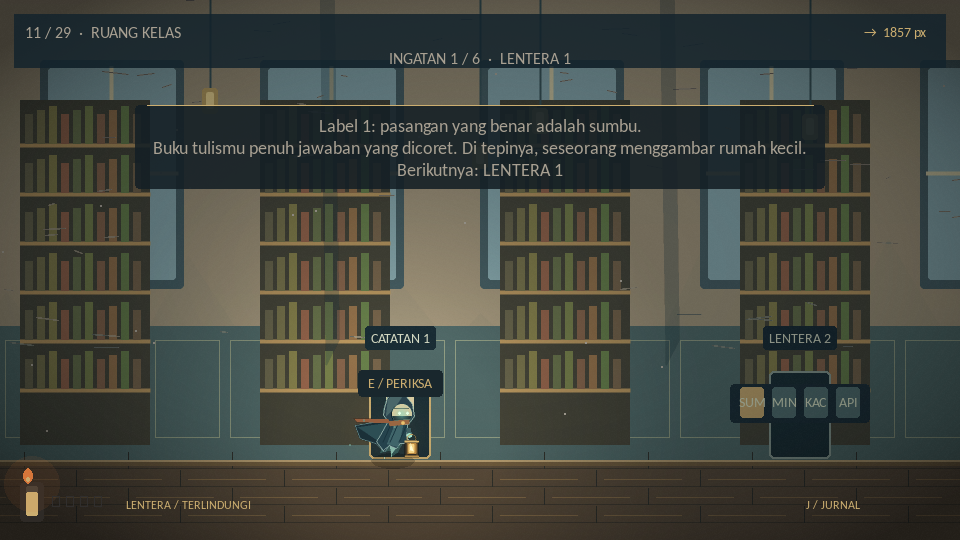 11 / 29 · RUANG KELAS
→ 1857 px
INGATAN 1 / 6 · LENTERA 1
Label 1: pasangan yang benar adalah sumbu.
Buku tulismu penuh jawaban yang dicoret. Di tepinya, seseorang menggambar rumah kecil.
Berikutnya: LENTERA 1
CATATAN 1
LENTERA 2
E / PERIKSA
SUM MIN KAC API
LENTERA / TERLINDUNGI
J / JURNAL